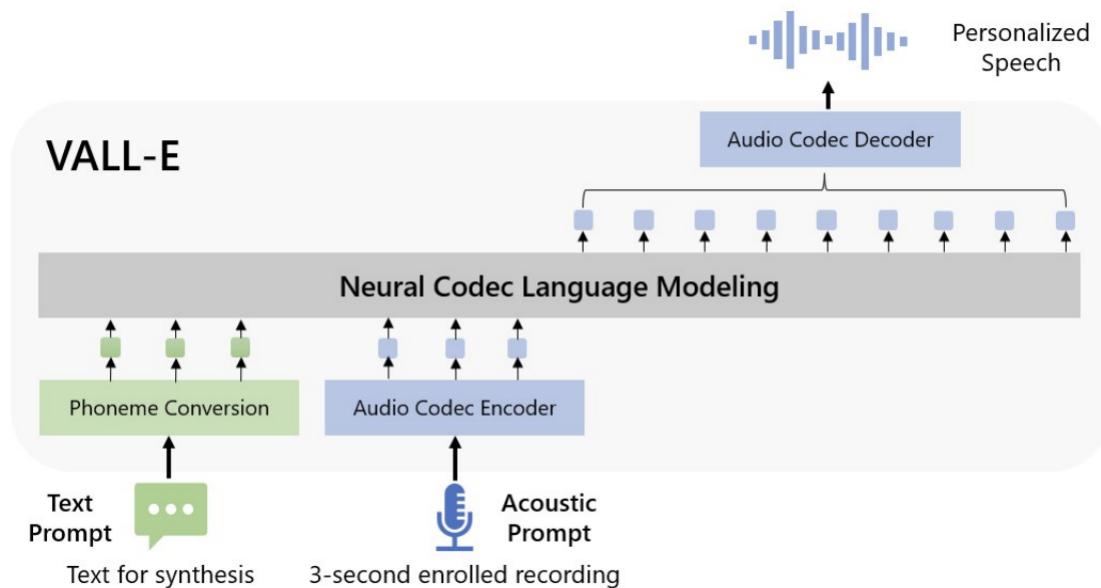 Personalized
Speech
Audio Codec Decoder
VALL-E
Neural Codec Language Modeling
Phoneme Conversion
Audio Codec Encoder
Text
Prompt
Acoustic
Prompt
Text for synthesis
3-second enrolled recording